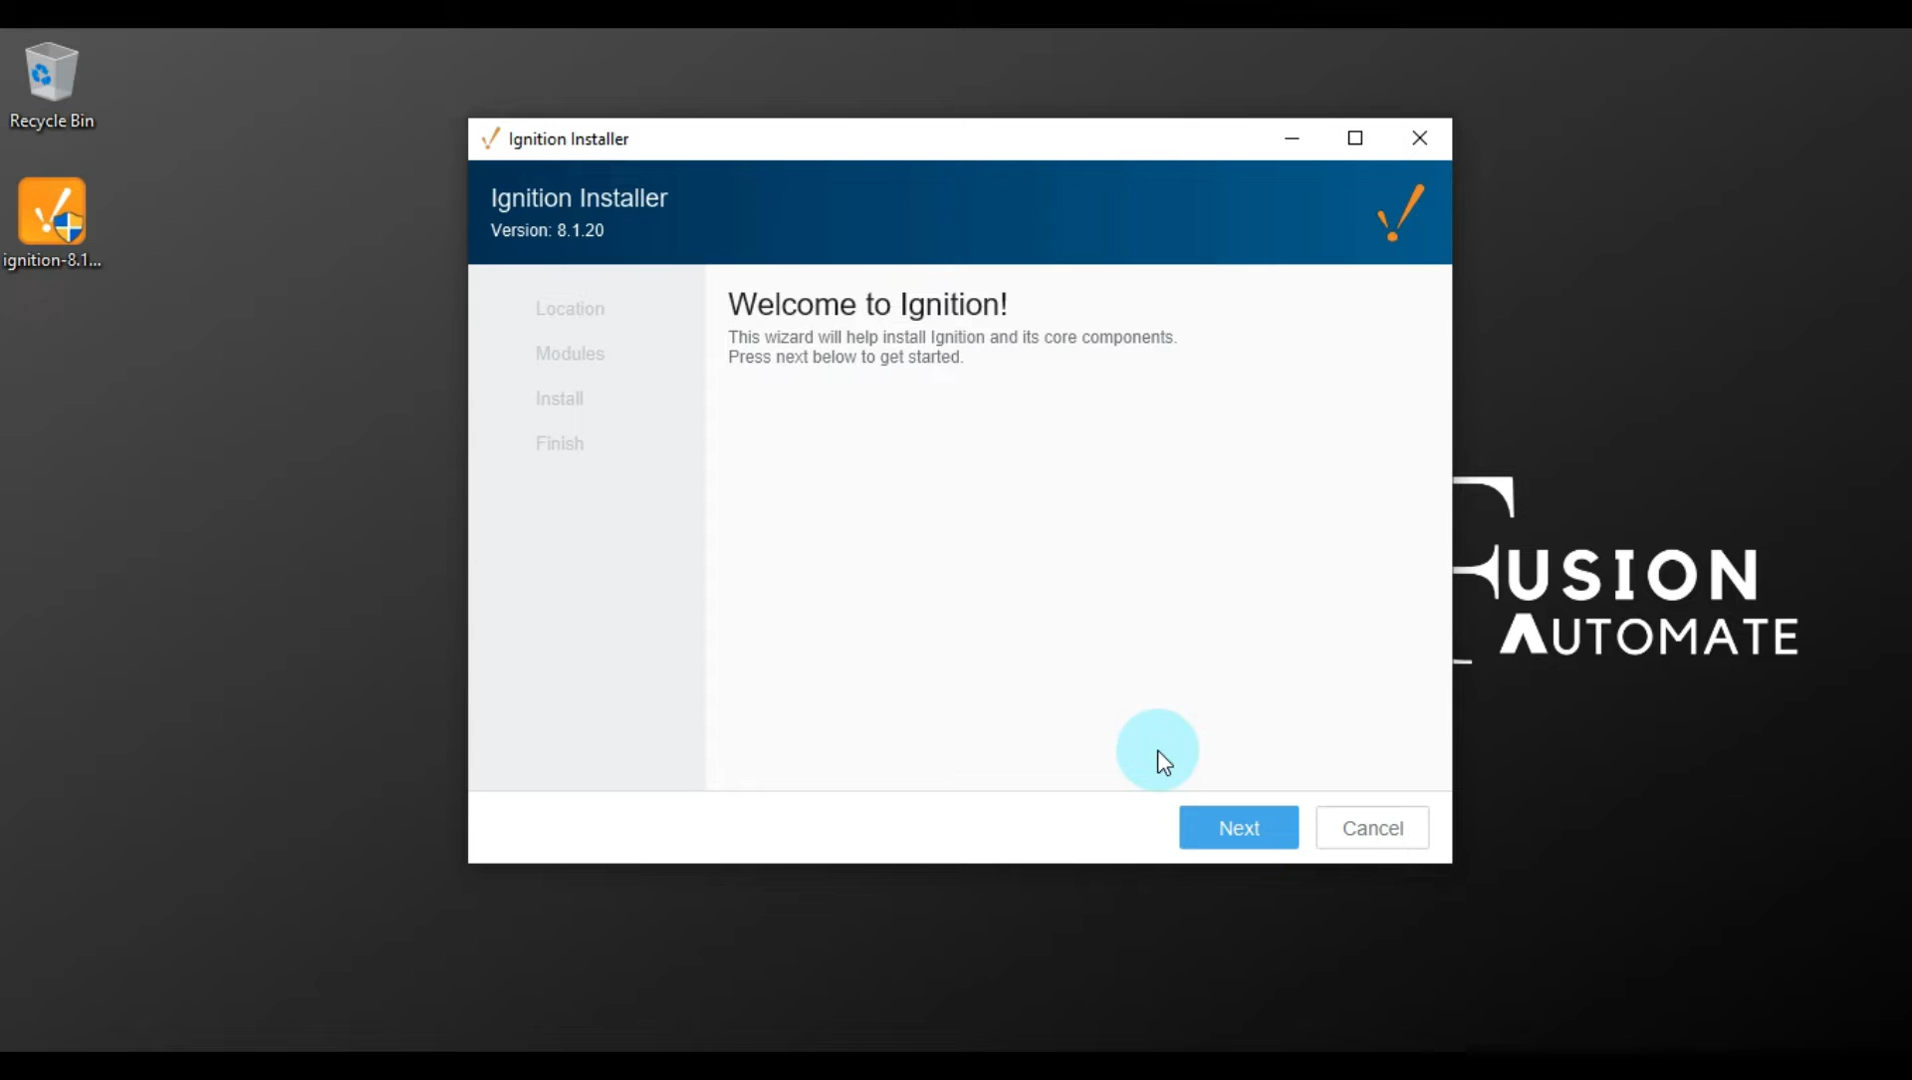 Recycle Bin
ignition-8.1...
Ignition Installer
Ignition Installer
Version: 8.1.20
Location
Modules
Install
Finish
Welcome to Ignition!
This wizard will help install Ignition and its core components.
Press next below to get started.
Next
Cancel
FUSION
AUTOMATE